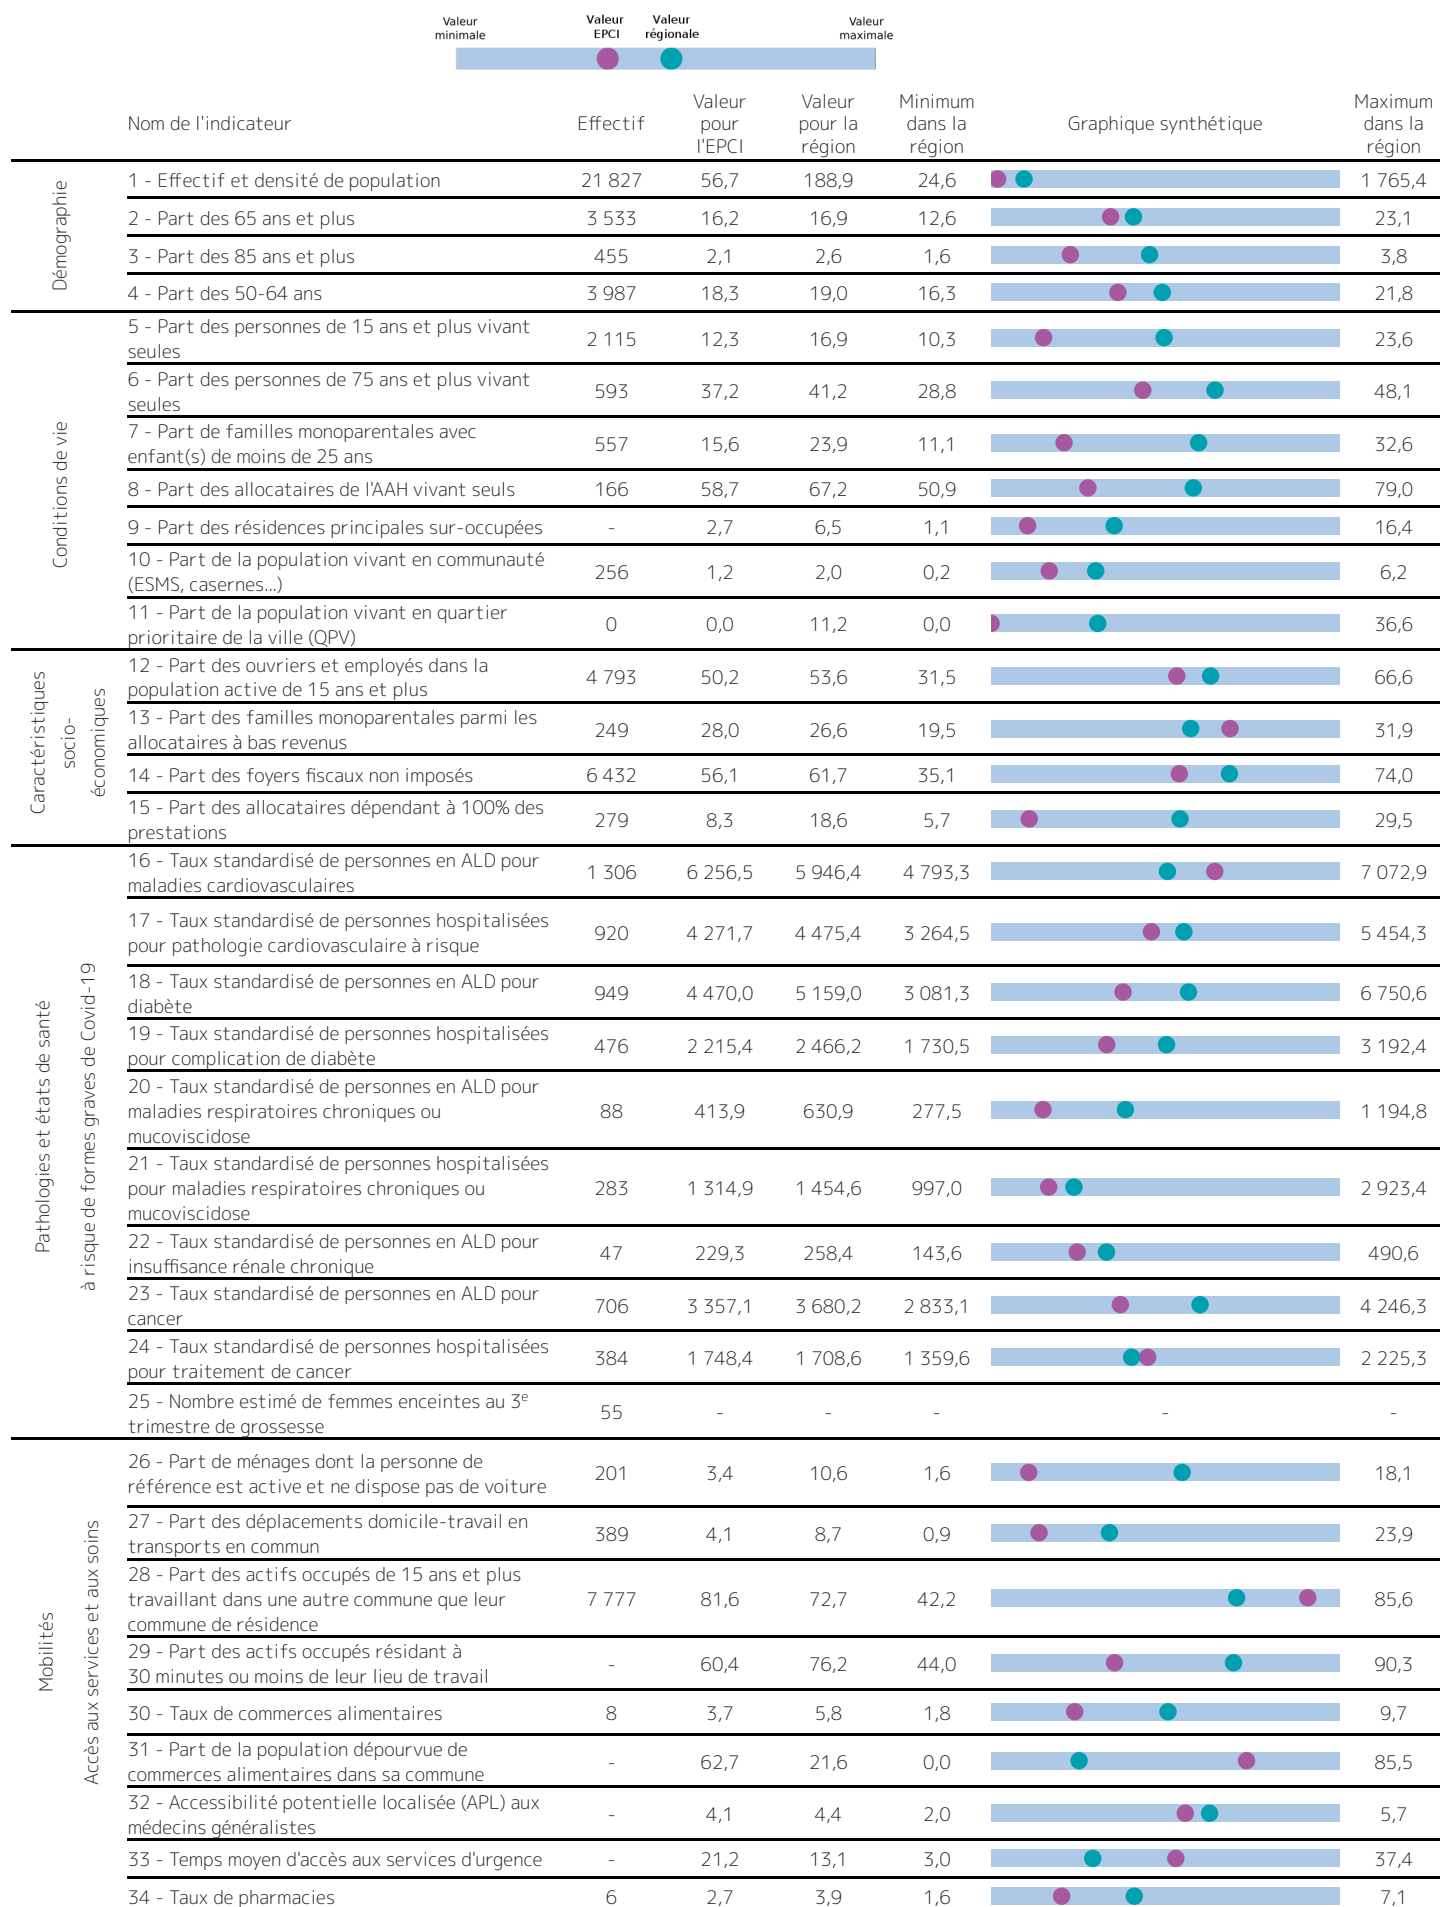 Valeur minimale
Valeur EPCI
Valeur régionale
Valeur maximale
Nom de l'indicateur
Effectif
Valeur pour l'EPCI
Valeur pour la région
Minimum dans la région
Graphique synthétique
Maximum dans la région
Démographie
1 - Effectif et densité de population 21 827 56,7 188,9 24,6 1 765,4
2 - Part des 65 ans et plus 3 533 16,2 16,9 12,6 23,1
3 - Part des 85 ans et plus 455 2,1 2,6 1,6 3,8
4 - Part des 50-64 ans 3 987 18,3 19,0 16,3 21,8
Conditions de vie
5 - Part des personnes de 15 ans et plus vivant
seules 2 115 12,3 16,9 10,3 23,6
6 - Part des personnes de 75 ans et plus vivant
seules 593 37,2 41,2 28,8 48,1
7 - Part de familles monoparentales avec
enfant(s) de moins de 25 ans 557 15,6 23,9 11,1 32,6
8 - Part des allocataires de l'AAH vivant seuls 166 58,7 67,2 50,9 79,0
9 - Part des résidences principales sur-occupées - 2,7 6,5 1,1 16,4
10 - Part de la population vivant en communauté
(ESMS, casernes...) 256 1,2 2,0 0,2 6,2
11 - Part de la population vivant en quartier
prioritaire de la ville (QPV) 0 0,0 11,2 0,0 36,6
Caractéristiques
socio-
économiques
12 - Part des ouvriers et employés dans la
population active de 15 ans et plus 4 793 50,2 53,6 31,5 66,6
13 - Part des familles monoparentales parmi les
allocataires à bas revenus 249 28,0 26,6 19,5 31,9
14 - Part des foyers fiscaux non imposés 6 432 56,1 61,7 35,1 74,0
15 - Part des allocataires dépendant à 100% des
prestations 279 8,3 18,6 5,7 29,5
Pathologies et états de santé
à risque de formes graves de Covid-19
16 - Taux standardisé de personnes en ALD pour
maladies cardiovasculaires 1 306 6 256,5 5 946,4 4 793,3 7 072,9
17 - Taux standardisé de personnes hospitalisées
pour pathologie cardiovasculaire à risque 920 4 271,7 4 475,4 3 264,5 5 454,3
18 - Taux standardisé de personnes en ALD pour
diabète 949 4 470,0 5 159,0 3 081,3 6 750,6
19 - Taux standardisé de personnes hospitalisées
pour complication de diabète 476 2 215,4 2 466,2 1 730,5 3 192,4
20 - Taux standardisé de personnes en ALD pour
maladies respiratoires chroniques ou
mucoviscidose 88 413,9 630,9 277,5 1 194,8
21 - Taux standardisé de personnes hospitalisées
pour maladies respiratoires chroniques ou
mucoviscidose 283 1 314,9 1 454,6 997,0 2 923,4
22 - Taux standardisé de personnes en ALD pour
insuffisance rénale chronique 47 229,3 258,4 143,6 490,6
23 - Taux standardisé de personnes en ALD pour
cancer 706 3 357,1 3 680,2 2 833,1 4 246,3
24 - Taux standardisé de personnes hospitalisées
pour traitement de cancer 384 1 748,4 1 708,6 1 359,6 2 225,3
25 - Nombre estimé de femmes enceintes au 3e
trimestre de grossesse 55 - - - - -
Mobilités
Accès aux services et aux soins
26 - Part de ménages dont la personne de
référence est active et ne dispose pas de voiture 201 3,4 10,6 1,6 18,1
27 - Part des déplacements domicile-travail en
transports en commun 389 4,1 8,7 0,9 23,9
28 - Part des actifs occupés de 15 ans et plus
travaillant dans une autre commune que leur
commune de résidence 7 777 81,6 72,7 42,2 85,6
29 - Part des actifs occupés résidant à
30 minutes ou moins de leur lieu de travail - 60,4 76,2 44,0 90,3
30 - Taux de commerces alimentaires 8 3,7 5,8 1,8 9,7
31 - Part de la population dépourvue de
commerces alimentaires dans sa commune - 62,7 21,6 0,0 85,5
32 - Accessibilité potentielle localisée (APL) aux
médecins généralistes - 4,1 4,4 2,0 5,7
33 - Temps moyen d'accès aux services d'urgence - 21,2 13,1 3,0 37,4
34 - Taux de pharmacies 6 2,7 3,9 1,6 7,1